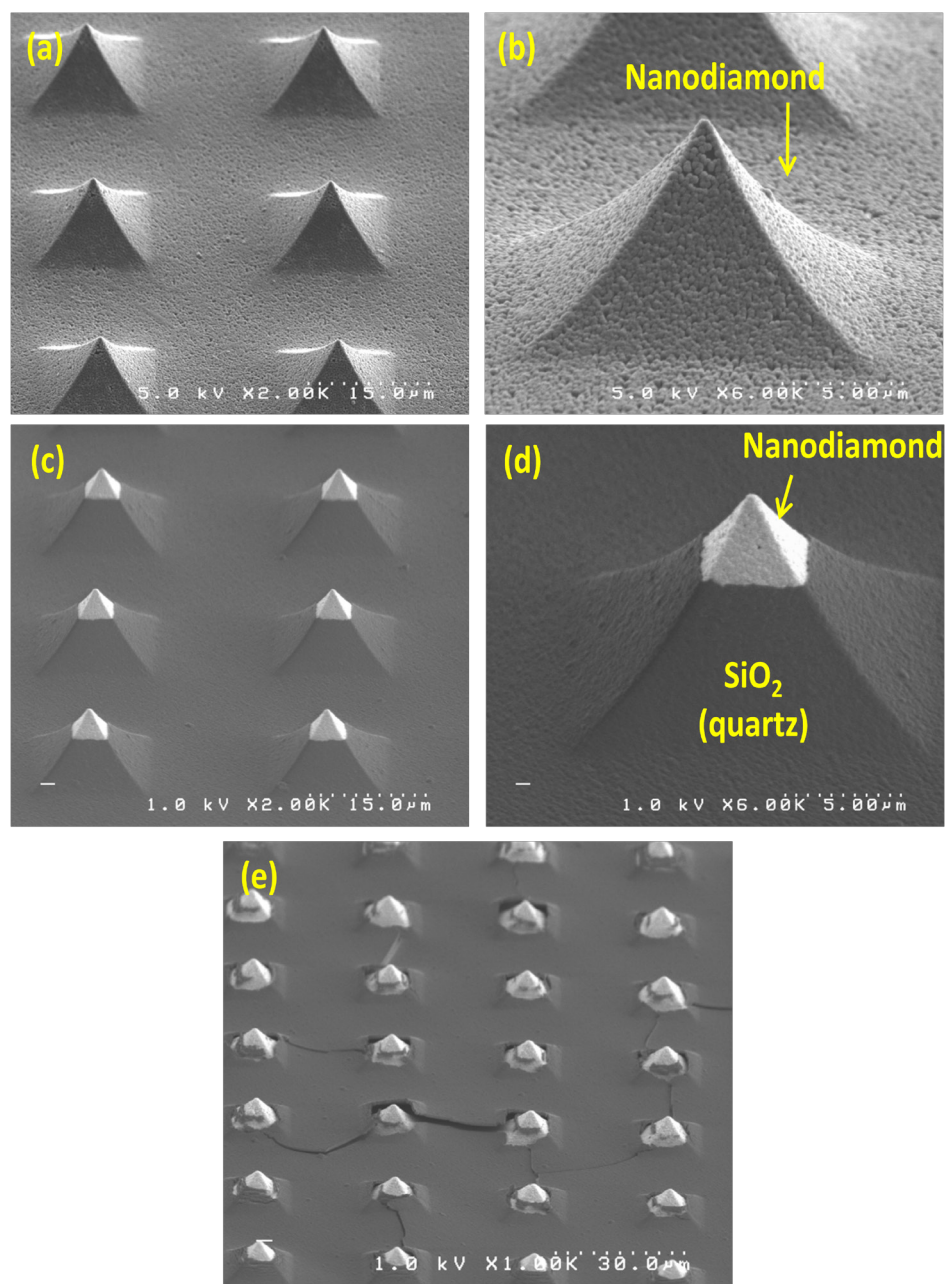 (a)
5.0 kV X2.00K 15.0μm
(b)
Nanodiamond
5.0 kV X6.00K 5.00μm
(c)
1.0 kV X2.00K 15.0μm
(d)
Nanodiamond
SiO₂
(quartz)
1.0 kV X6.00K 5.00μm
(e)
1.0 kV X1.00K 30.0μm